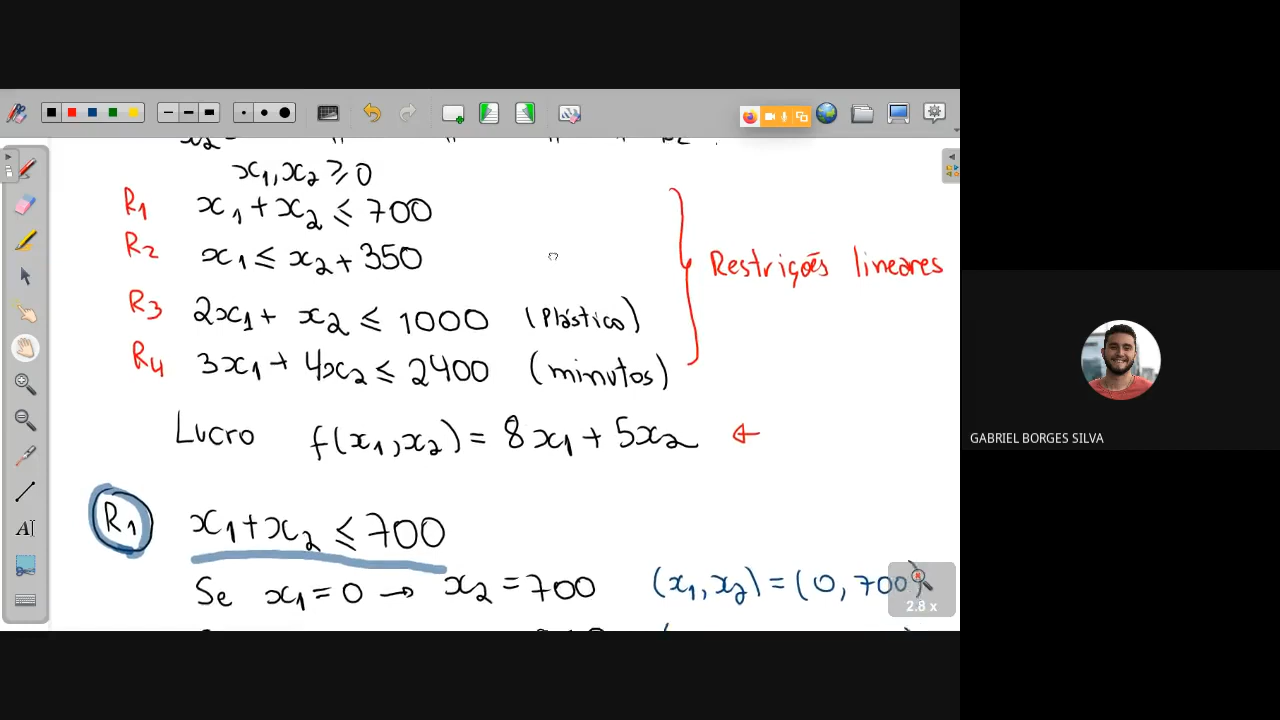 x₁, x₂ ≥ 0
R₁ x₁ + x₂ ≤ 700
R₂ x₁ ≤ x₂ + 350
R₃ 2x₁ + x₂ ≤ 1000 (Plástico)
R₄ 3x₁ + 4x₂ ≤ 2400 (minutos)
Restrições lineares
Lucro f(x₁, x₂) = 8x₁ + 5x₂ ←
R₁ x₁ + x₂ ≤ 700
Se x₁ = 0 → x₂ = 700 (x₁, x₂) = (0, 700)
2.8 x
GABRIEL BORGES SILVA